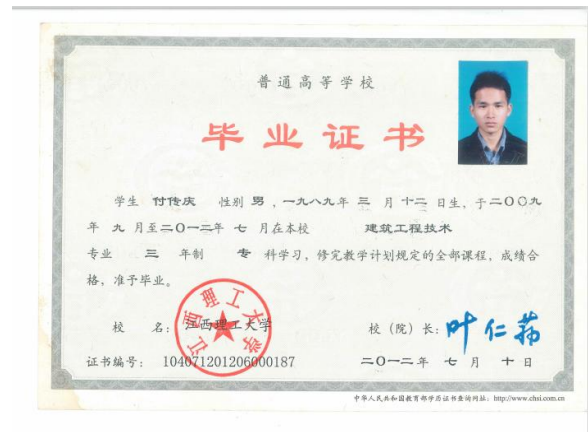 普通高等学校
毕业证书
学生 付传庆 性别 男 ，一九八九年 三 月 十二 日生，于二〇〇九
年 九 月至二〇一二年 七 月在本校 建筑工程技术
专业 三 年制 专 科学习，修完教学计划规定的全部课程，成绩合
格，准予毕业。
江西理工大学
校 名：江西理工大学 校（院）长：叶仁荪
证书编号： 104071201206000187 二〇一二年 七 月 十 日
中华人民共和国教育部学历证书查询网址：http://www.chsi.com.cn